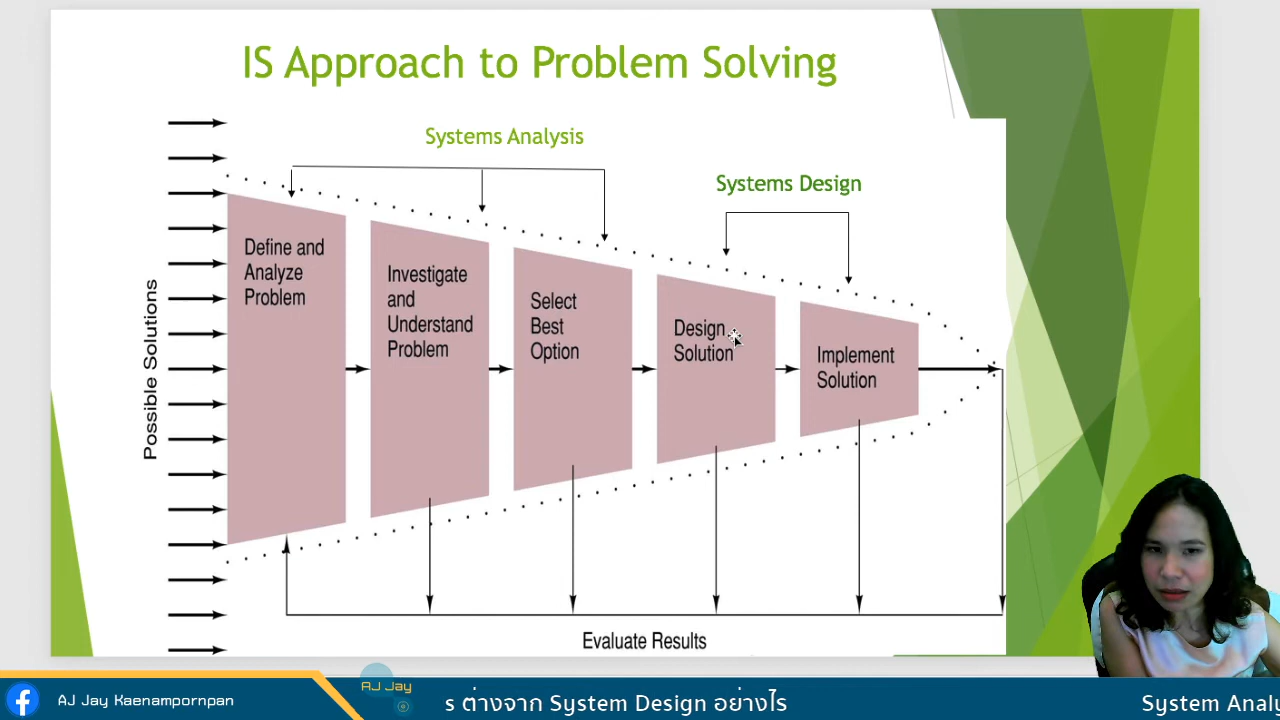 IS Approach to Problem Solving
Systems Analysis
Systems Design
Possible Solutions
Define and
Analyze
Problem
Investigate
and
Understand
Problem
Select
Best
Option
Design
Solution
Implement
Solution
Evaluate Results
AJ Jay Kaenampornpan
AJ Jay
s ต่างจาก System Design อย่างไร
System Analy